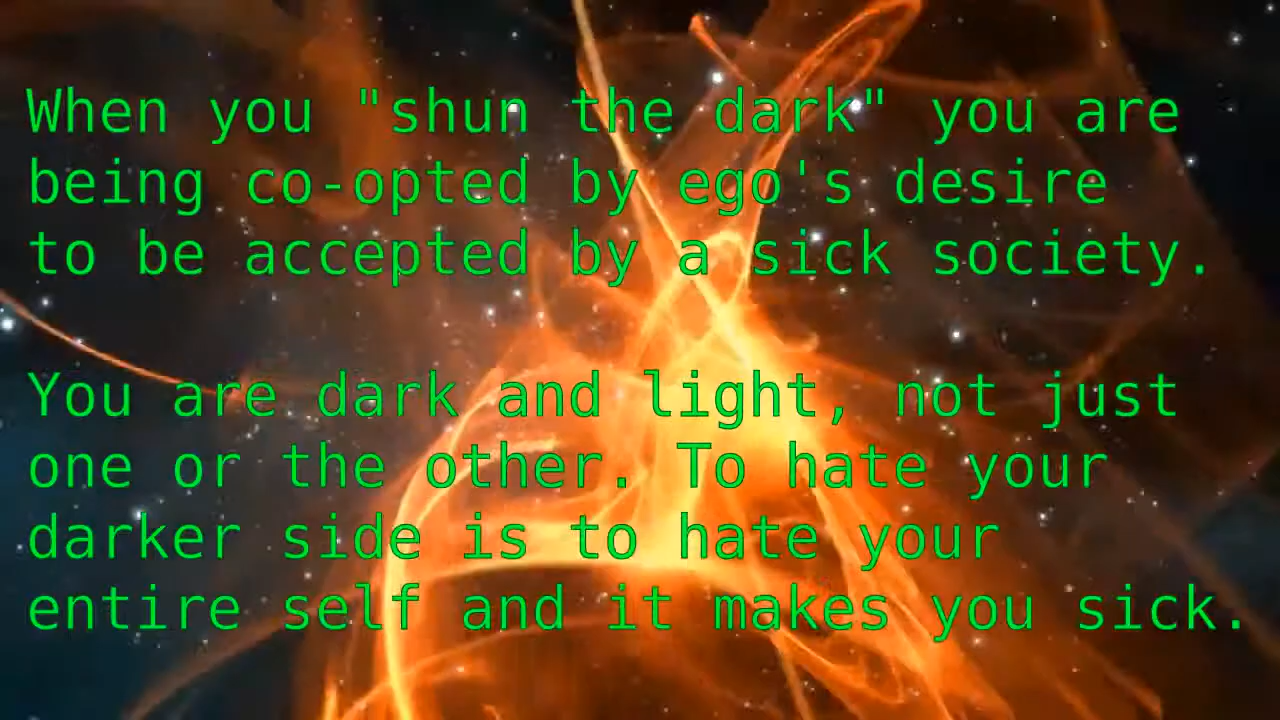 When you "shun the dark" you are
being co-opted by ego's desire
to be accepted by a sick society.
You are dark and light, not just
one or the other. To hate your
darker side is to hate your
entire self and it makes you sick.